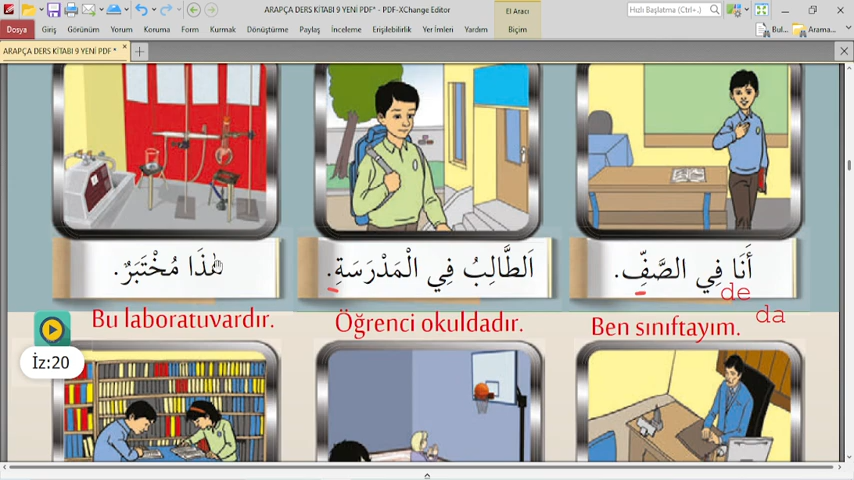 ARAPÇA DERS KİTABI 9 YENİ PDF* - PDF-XChange Editor
El Aracı
Hızlı Başlatma (Ctrl+.)
Dosya Giriş Görünüm Düzenle Yorum Koruma Form Dönüştürme Paylaş İnceleme Erişilebilirlik Yer İmleri Yardım Biçim Bul... Arama...
ARAPÇA DERS KİTABI 9 YENİ PDF *
أَنَا فِي الصَّفِّ.
اَلطَّالِبُ فِي الْمَدْرَسَةِ.
هٰذَا مُخْتَبَرٌ.
de
da
Bu laboratuvardır.
Öğrenci okuldadır.
Ben sınıftayım.
İz:20